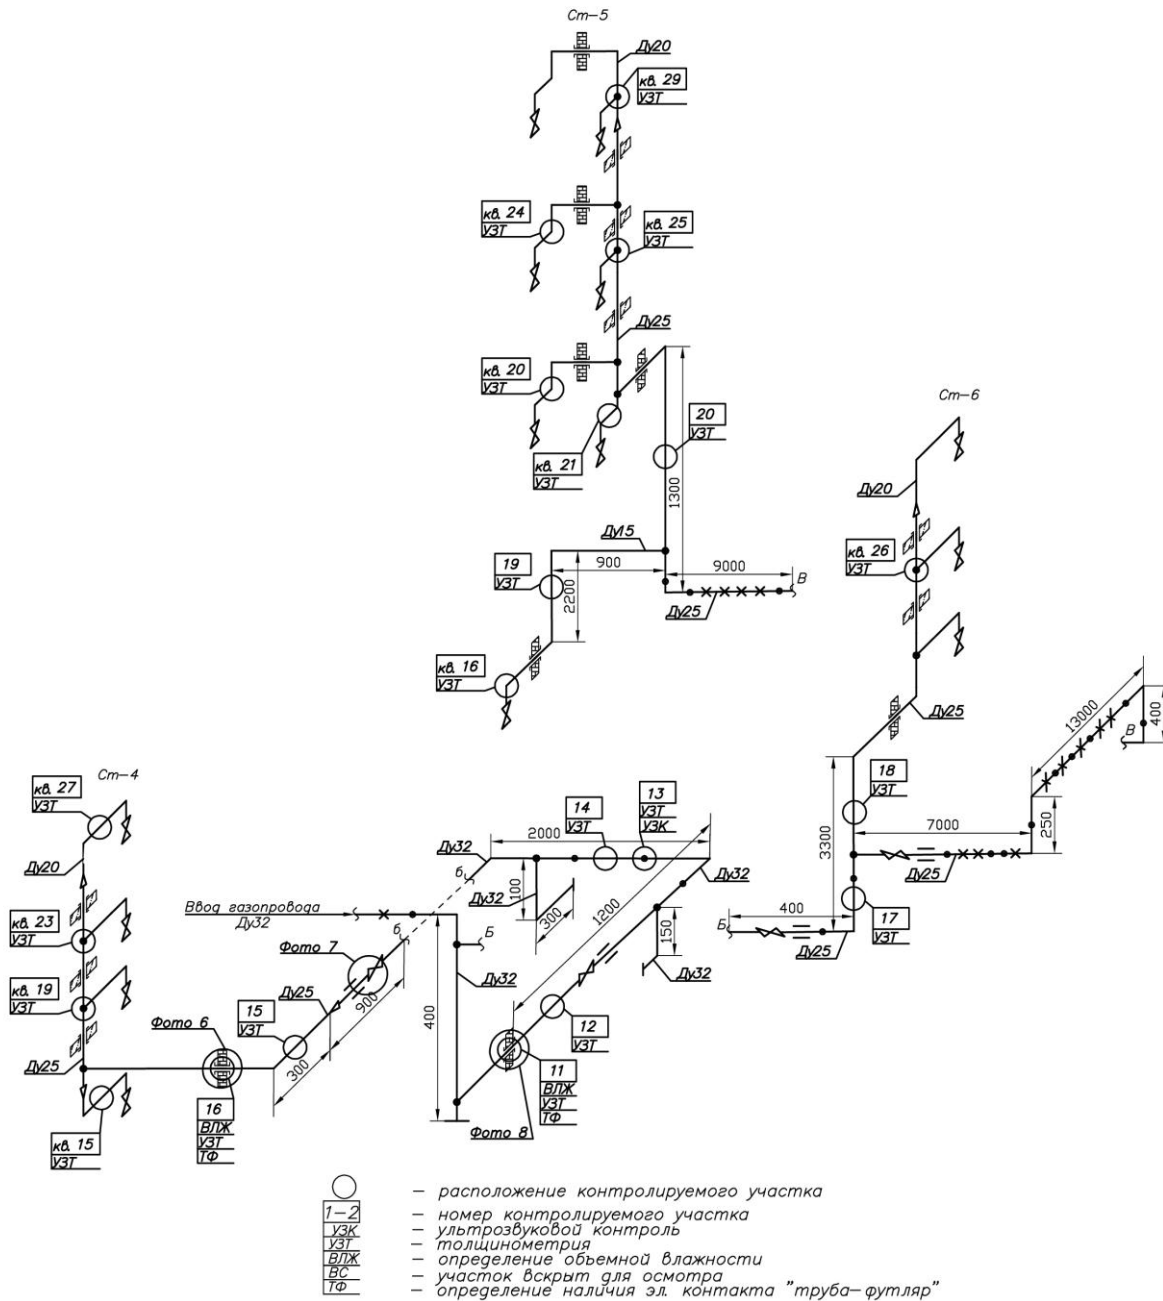 Ст-5
Ду20
кв. 29
УЗТ
кв. 24
УЗТ
кв. 25
УЗТ
Ду25
кв. 20
УЗТ
20
УЗТ
кв. 21
УЗТ
1300
Ду15
19
УЗТ
900
9000
В
2200
Ду25
кв. 16
УЗТ
Ст-6
Ду20
кв. 26
УЗТ
Ду25
13000
В
400
18
УЗТ
3300
7000
250
Ду25
400
Б
17
УЗТ
Ду25
Ст-4
кв. 27
УЗТ
Ду20
кв. 23
УЗТ
кв. 19
УЗТ
Ду25
кв. 15
УЗТ
Фото 6
16
ВЛЖ
УЗТ
ТФ
15
УЗТ
300
Ду25
900
Фото 7
б
Ввод газопровода
Ду32
б
Ду32
2000
14
УЗТ
13
УЗТ
УЗК
Ду32
100
300
Б
Ду32
400
1200
Ду32
150
Ду32
12
УЗТ
11
ВЛЖ
УЗТ
ТФ
Фото 8
— расположение контролируемого участка
1-2 — номер контролируемого участка
УЗК — ультрозвуковой контроль
УЗТ — толщинометрия
ВЛЖ — определение объемной влажности
ВС — участок вскрыт для осмотра
ТФ — определение наличия эл. контакта "труба-футляр"